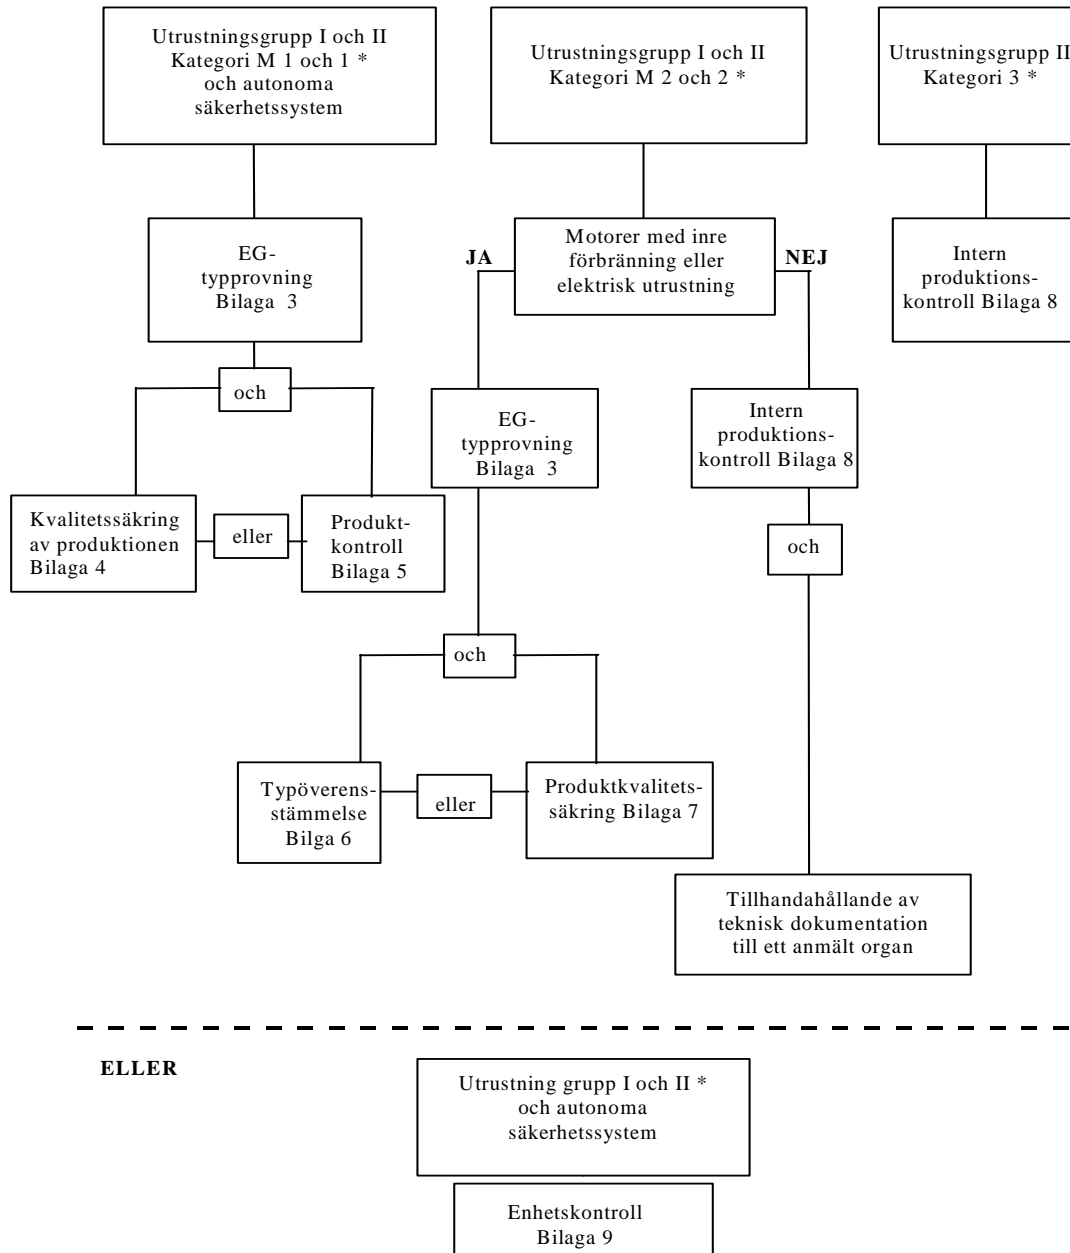 Utrustningsgrupp I och II
Kategori M 1 och 1 *
och autonoma
säkerhetssystem
Utrustningsgrupp I och II
Kategori M 2 och 2 *
Utrustningsgrupp II
Kategori 3 *
EG-
typprovning
Bilaga 3
JA
Motorer med inre
förbränning eller
elektrisk utrustning
NEJ
Intern
produktions-
kontroll Bilaga 8
och
EG-
typprovning
Bilaga 3
Intern
produktions-
kontroll Bilaga 8
Kvalitetssäkring
av produktionen
Bilaga 4
eller
Produkt-
kontroll
Bilaga 5
och
och
Typöverens-
stämmelse
Bilga 6
eller
Produktkvalitets-
säkring Bilaga 7
Tillhandahållande av
teknisk dokumentation
till ett anmält organ
ELLER
Utrustning grupp I och II *
och autonoma
säkerhetssystem
Enhetskontroll
Bilaga 9